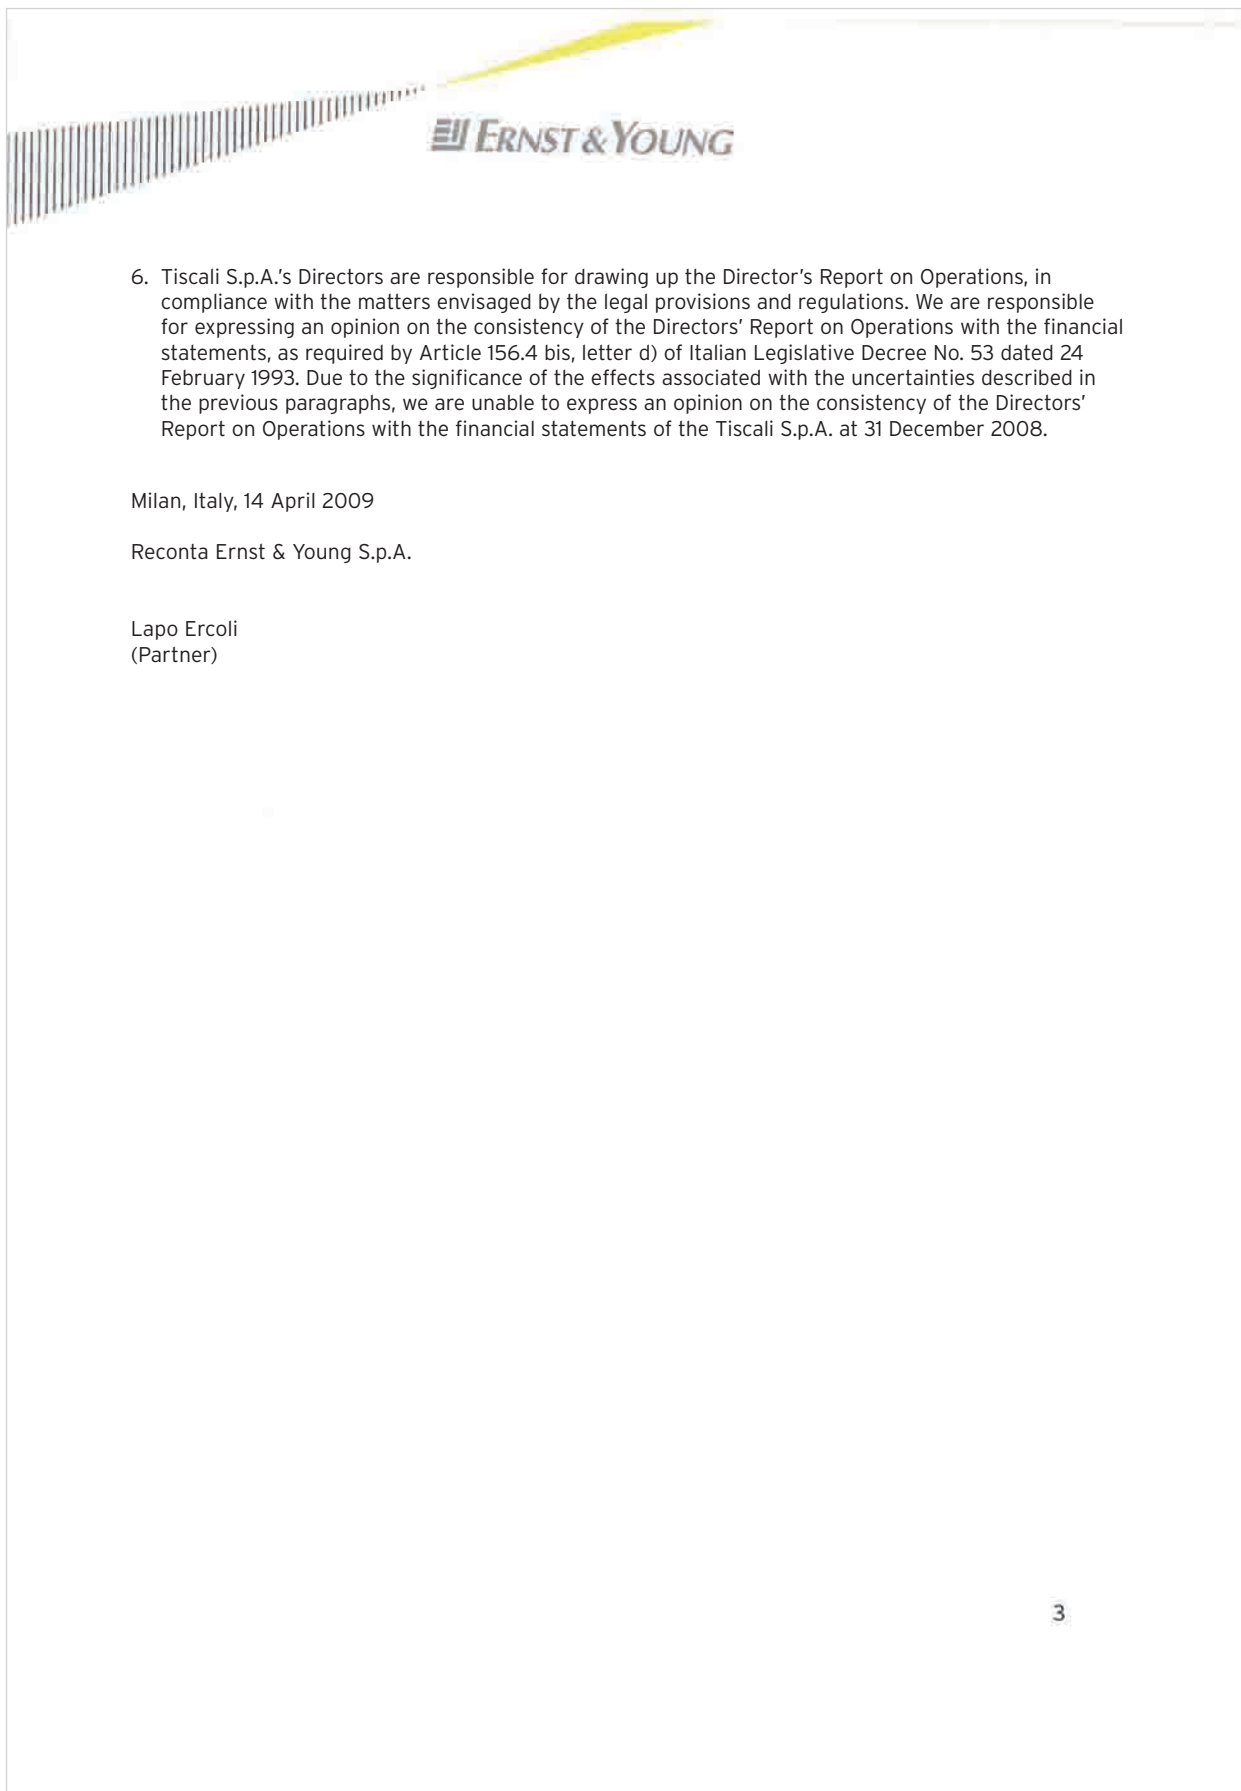 ERNST & YOUNG
6. Tiscali S.p.A.'s Directors are responsible for drawing up the Director's Report on Operations, in
compliance with the matters envisaged by the legal provisions and regulations. We are responsible
for expressing an opinion on the consistency of the Directors' Report on Operations with the financial
statements, as required by Article 156.4 bis, letter d) of Italian Legislative Decree No. 53 dated 24
February 1993. Due to the significance of the effects associated with the uncertainties described in
the previous paragraphs, we are unable to express an opinion on the consistency of the Directors'
Report on Operations with the financial statements of the Tiscali S.p.A. at 31 December 2008.
Milan, Italy, 14 April 2009
Reconta Ernst & Young S.p.A.
Lapo Ercoli
(Partner)
3